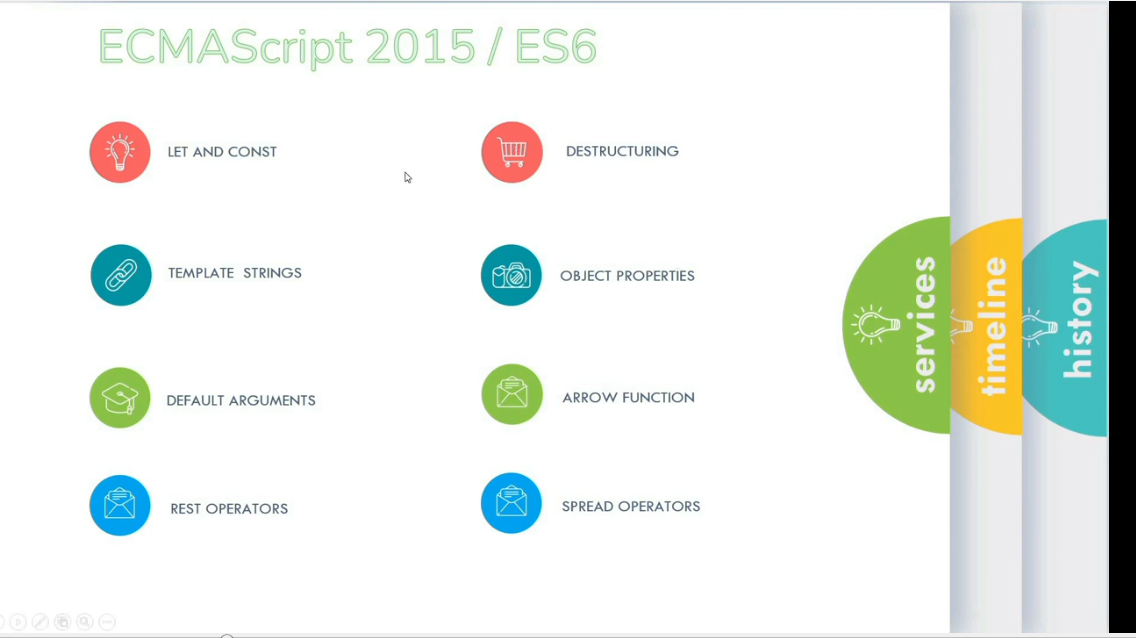 ECMAScript 2015 / ES6
LET AND CONST
DESTRUCTURING
TEMPLATE STRINGS
OBJECT PROPERTIES
DEFAULT ARGUMENTS
ARROW FUNCTION
REST OPERATORS
SPREAD OPERATORS
services
timeline
history